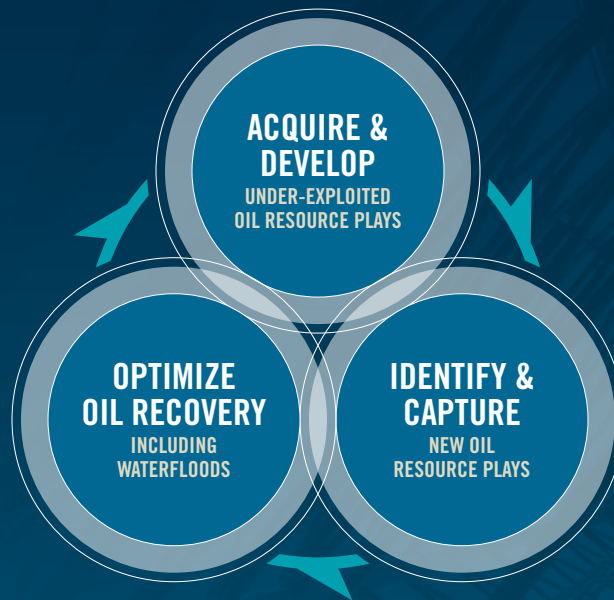 ACQUIRE &
DEVELOP
UNDER-EXPLOITED
OIL RESOURCE PLAYS
OPTIMIZE
OIL RECOVERY
INCLUDING
WATERFLOODS
IDENTIFY &
CAPTURE
NEW OIL
RESOURCE PLAYS